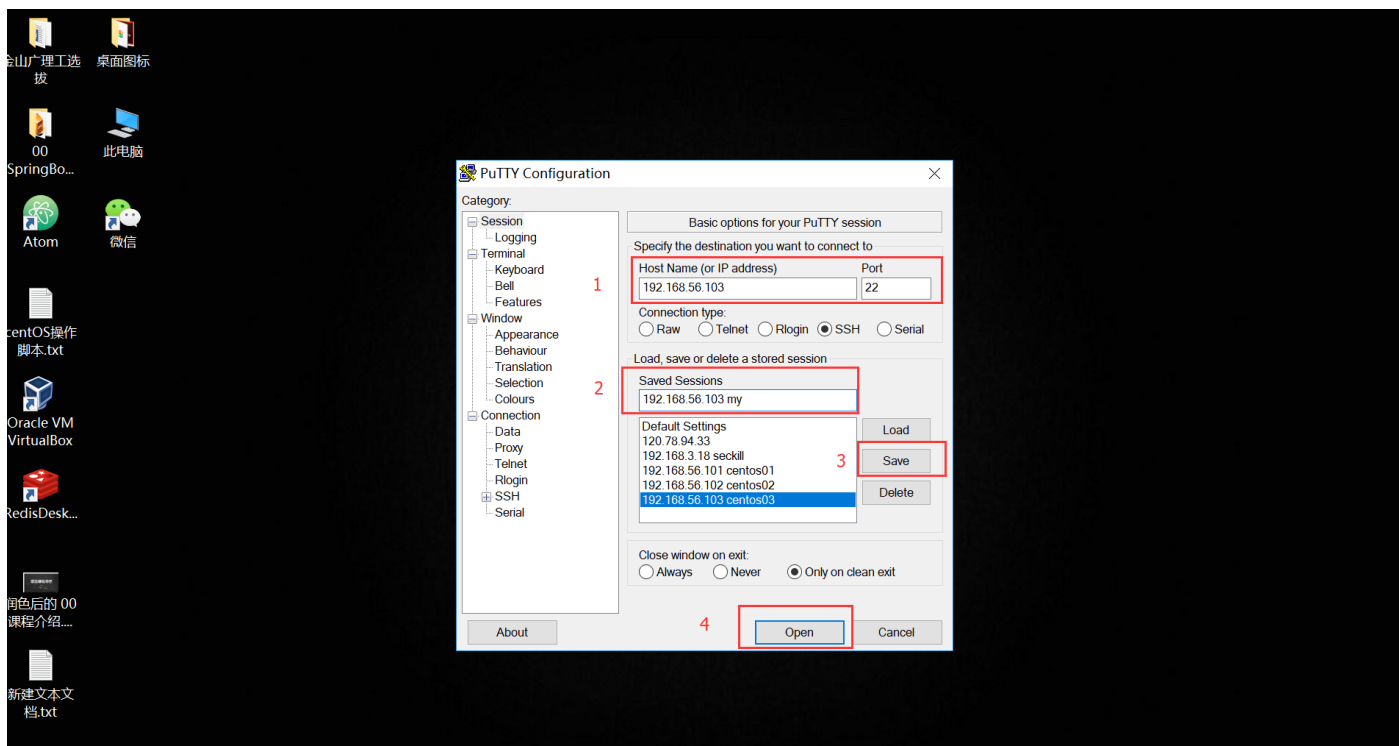 金山广理工选
拔
桌面图标
00
SpringBo...
此电脑
Atom
微信
centOS操作
脚本.txt
Oracle VM
VirtualBox
RedisDesk...
润色后的 00
课程介绍....
新建文本文
档.txt
PuTTY Configuration
Category:
Session
Logging
Terminal
Keyboard
Bell
Features
Window
Appearance
Behaviour
Translation
Selection
Colours
Connection
Data
Proxy
Telnet
Rlogin
SSH
Serial
Basic options for your PuTTY session
Specify the destination you want to connect to
1
Host Name (or IP address) Port
192.168.56.103 22
Connection type:
Raw Telnet Rlogin SSH Serial
Load, save or delete a stored session
2
Saved Sessions
192.168.56.103 my
Default Settings
120.78.94.33
192.168.3.18 seckill
192.168.56.101 centos01
192.168.56.102 centos02
192.168.56.103 centos03
Load
3
Save
Delete
Close window on exit:
Always Never Only on clean exit
About
4
Open Cancel